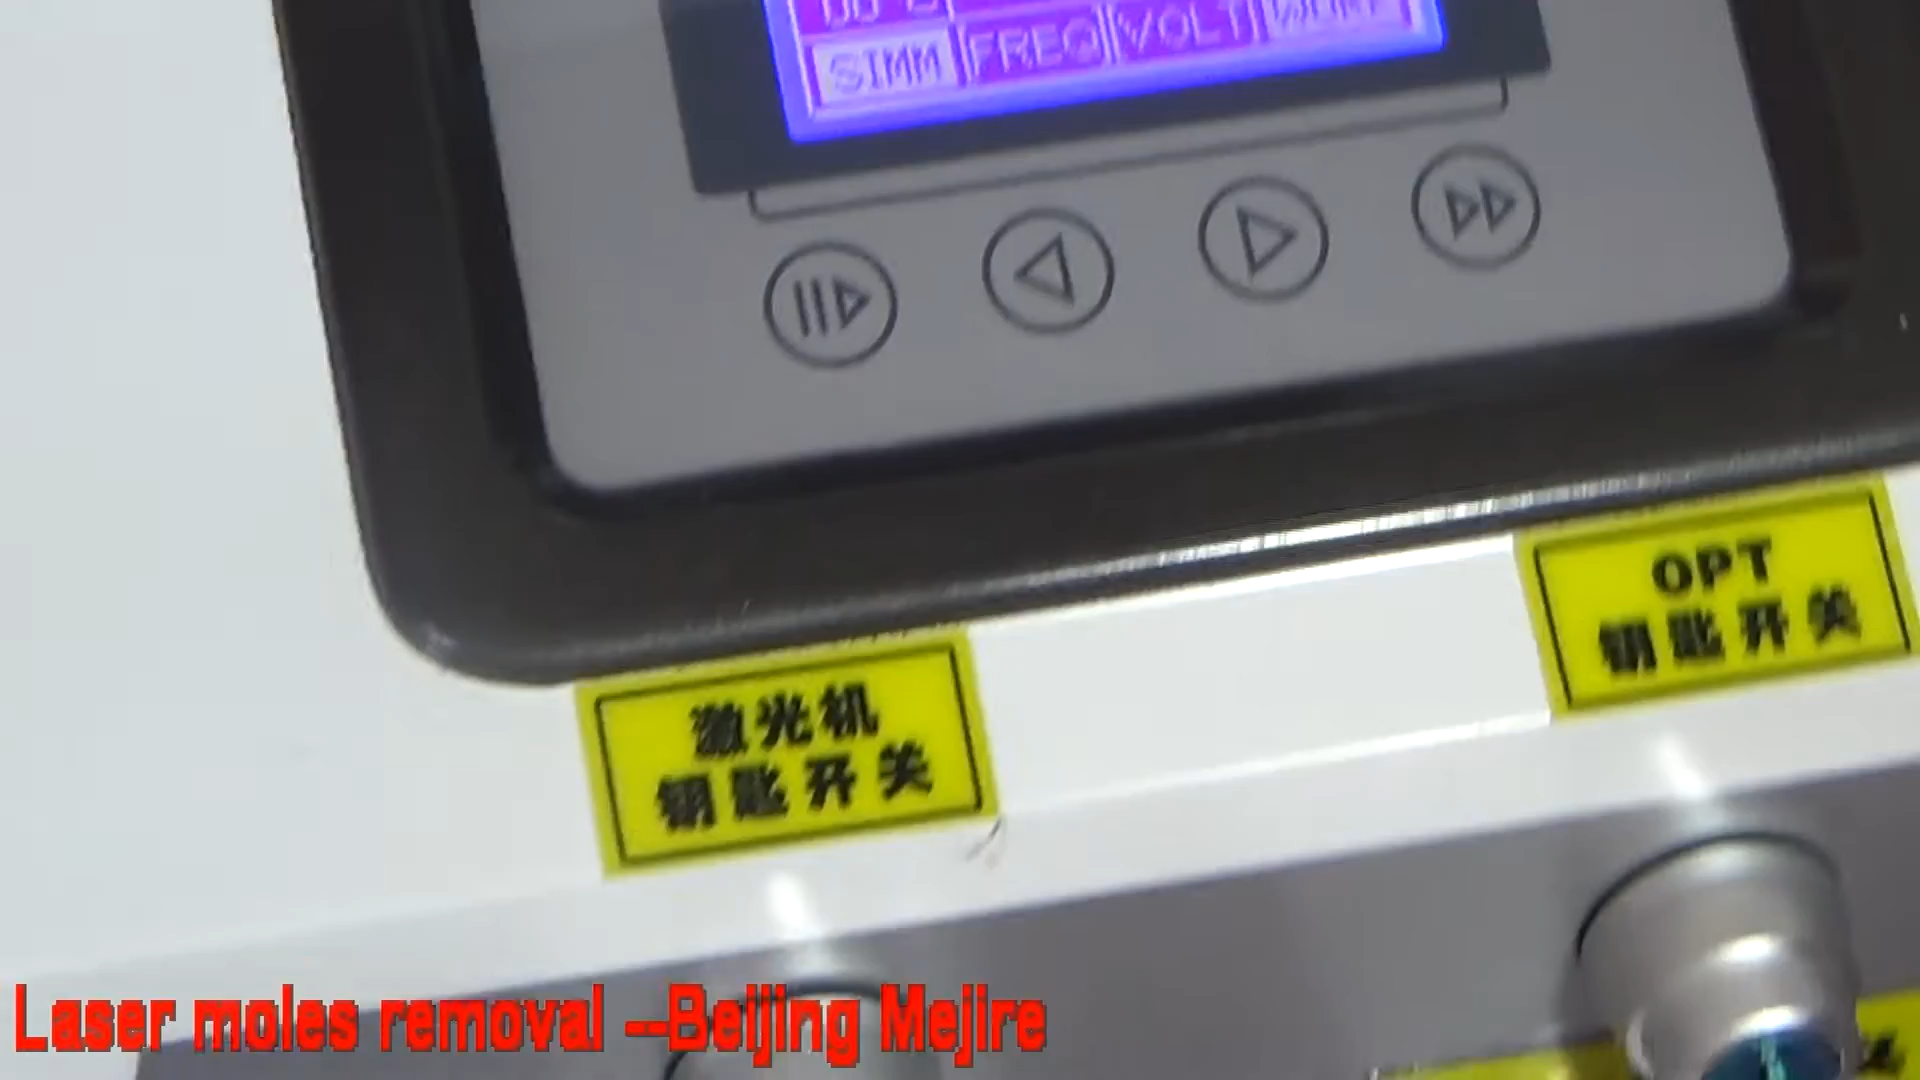 SIMM FREQ VOLT WORK
OPT
钥匙开关
激光机
钥匙开关
Laser moles removal --Beijing Mejire